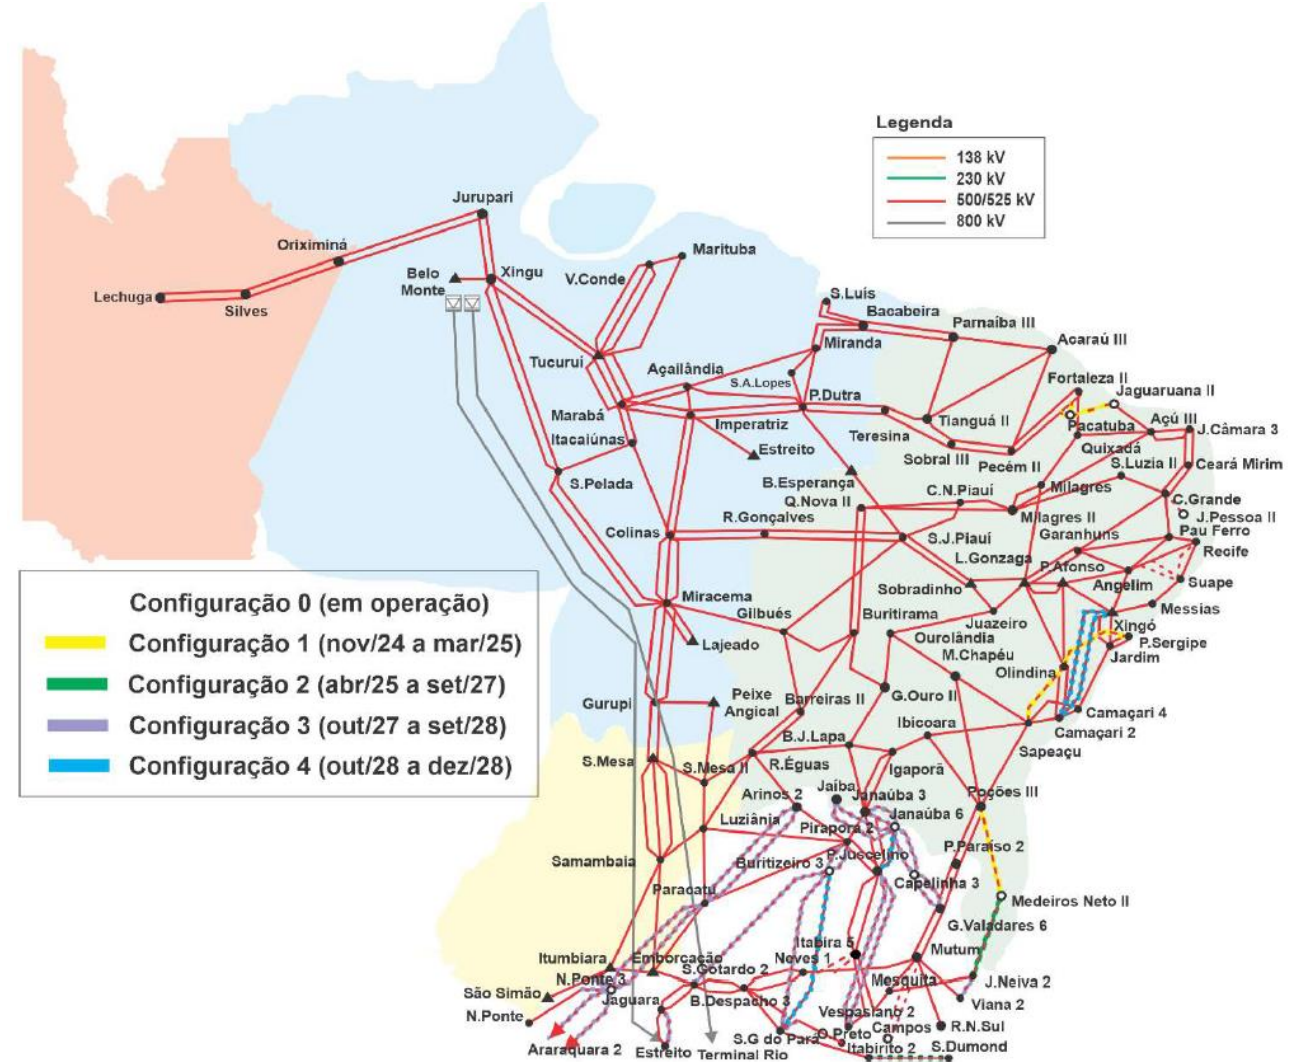 Legenda
138 kV
230 kV
500/525 kV
800 kV
Jurupari
Oriximiná
Lechuga
Silves
Belo
Monte
Xingu
V.Conde
Marituba
Tucuruí
Açailândia
S.Luís
Bacabeira
Miranda
Parnaíba III
Acaraú III
S.A.Lopes
P.Dutra
Fortaleza II
Jaguaruana II
Marabá
Imperatriz
Tianguá II
Pacatuba
Açú III
J.Câmara 3
Itacaiúnas
Estreito
Teresina
Sobral III
Pecém II
Quixadá
S.Luzia II
Ceará Mirim
S.Pelada
B.Esperança
Q.Nova II
C.N.Piauí
Milagres
C.Grande
Colinas
R.Gonçalves
S.J.Piauí
Milagres II
Garanhuns
J.Pessoa II
Pau Ferro
Recife
L.Gonzaga
P.Afonso
Angelim
Suape
Sobradinho
Messias
Miracema
Gilbués
Buritirama
Juazeiro
Xingó
P.Sergipe
Jardim
Lajeado
Ourolândia
M.Chapéu
Olindina
Gurupi
Peixe
Angical
Barreiras II
G.Ouro II
Camaçari 4
Camaçari 2
Ibicoara
Sapeaçu
B.J.Lapa
S.Mesa
S.Mesa II
R.Éguas
Igaporã
Arinos 2
Jaíba
Janaúba 3
Janaúba 6
Poções III
Luziânia
Pirapora 2
P.Paraíso 2
Samambaia
Buritizeiro 3
P.Juscelino
Capelinha 3
Paracatu
Medeiros Neto II
G.Valadares 6
Itabira 5
Mutum
Itumbiara
Emborcação
S.Gotardo 2
Neves 1
N.Ponte 3
Mesquita
J.Neiva 2
São Simão
Jaguara
B.Despacho 3
Viana 2
N.Ponte
Vespasiano 2
S.G do Pará
O.Preto
Campos
R.N.Sul
Araraquara 2
Estreito
Terminal Rio
Itabirito 2
S.Dumond
Configuração 0 (em operação)
Configuração 1 (nov/24 a mar/25)
Configuração 2 (abr/25 a set/27)
Configuração 3 (out/27 a set/28)
Configuração 4 (out/28 a dez/28)